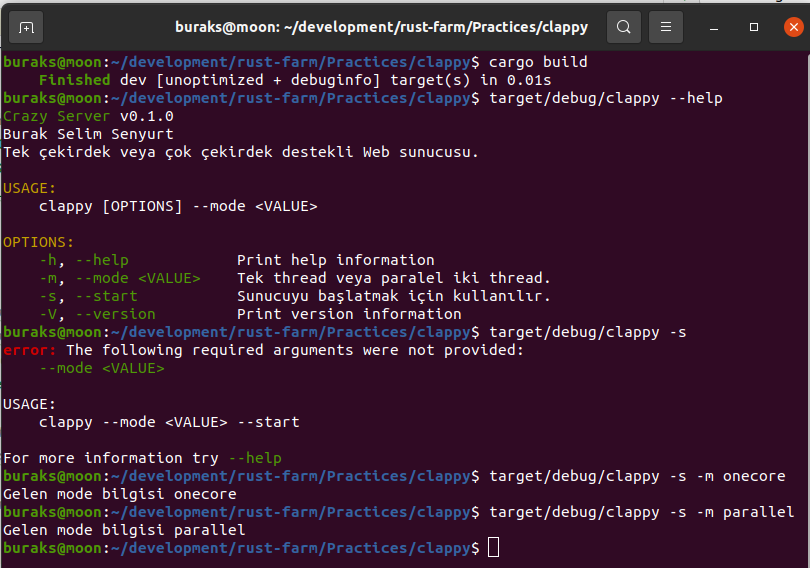 buraks@moon: ~/development/rust-farm/Practices/clappy
buraks@moon:~/development/rust-farm/Practices/clappy$ cargo build
    Finished dev [unoptimized + debuginfo] target(s) in 0.01s
buraks@moon:~/development/rust-farm/Practices/clappy$ target/debug/clappy --help
Crazy Server v0.1.0
Burak Selim Senyurt
Tek çekirdek veya çok çekirdek destekli Web sunucusu.

USAGE:
    clappy [OPTIONS] --mode <VALUE>

OPTIONS:
    -h, --help            Print help information
    -m, --mode <VALUE>    Tek thread veya paralel iki thread.
    -s, --start           Sunucuyu başlatmak için kullanılır.
    -V, --version         Print version information
buraks@moon:~/development/rust-farm/Practices/clappy$ target/debug/clappy -s
error: The following required arguments were not provided:
    --mode <VALUE>

USAGE:
    clappy --mode <VALUE> --start

For more information try --help
buraks@moon:~/development/rust-farm/Practices/clappy$ target/debug/clappy -s -m onecore
Gelen mode bilgisi onecore
buraks@moon:~/development/rust-farm/Practices/clappy$ target/debug/clappy -s -m parallel
Gelen mode bilgisi parallel
buraks@moon:~/development/rust-farm/Practices/clappy$